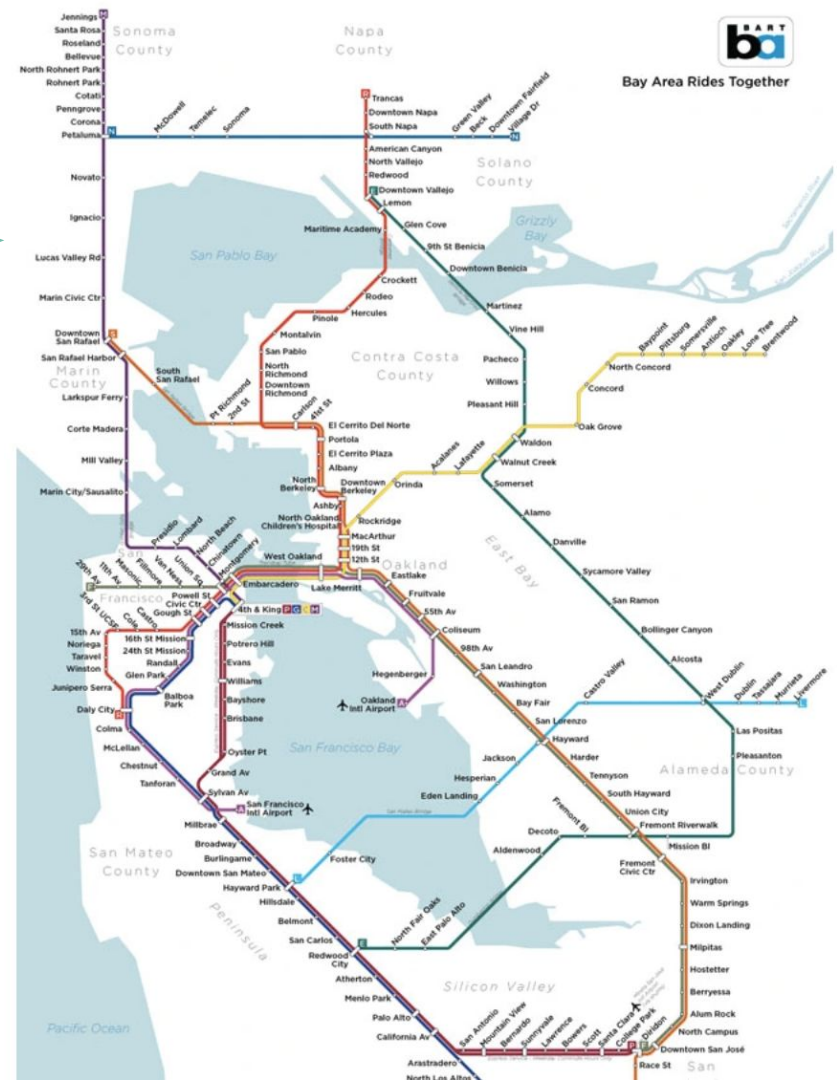 BART
ba
Bay Area Rides Together
Sonoma
County
Napa
County
Jennings
H
Santa Rosa
Roseland
Bellevue
North Rohnert Park
Rohnert Park
Cotati
Penngrove
Corona
Petaluma
N
McDowell
Temelec
Sonoma
Trancas
Downtown Napa
South Napa
Green Valley
Beck
Downtown Fairfield
Village Dr
N
American Canyon
North Vallejo
Redwood
Solano
County
E
Downtown Vallejo
Lemon
Novato
Ignacio
Lucas Valley Rd
Marin Civic Ctr
Downtown
San Rafael
San Rafael Harbor
Marin
County
Larkspur Ferry
Corte Madera
Mill Valley
Marin City/Sausalito
San Pablo Bay
Grizzly
Bay
Maritime Academy
Glen Cove
9th St Benicia
Downtown Benicia
Crockett
Rodeo
Hercules
Pinole
Montalvin
San Pablo
North
Richmond
Downtown
Richmond
Martinez
Vine Hill
Pacheco
Willows
Pleasant Hill
Contra Costa
County
Baypoint
Pittsburg
Somersville
Antioch
Oakley
Lone Tree
Brentwood
North Concord
Concord
Oak Grove
Waldon
Walnut Creek
South
San Rafael
Pt Richmond
2nd St
Carlson
41st St
El Cerrito Del Norte
Portola
El Cerrito Plaza
Albany
North
Berkeley
Downtown
Berkeley
Ashby
Orinda
Acalanes
Lafayette
North Oakland
Children's Hospital
Rockridge
MacArthur
19th St
12th St
Oakland
West Oakland
Lake Merritt
Eastlake
Fruitvale
55th Av
Coliseum
Somerset
Alamo
Danville
Sycamore Valley
San Ramon
Bollinger Canyon
Alcosta
East Bay
San
Francisco
Presidio
Lombard
North Beach
Chinatown
Montgomery
Embarcadero
29th Av
11th Av
Masonic
Fillmore
Van Ness
Union Sq
Powell St
Civic Ctr
Gough St
3rd St UCSF
Cole
Castro
15th Av
Noriega
Taravel
Winston
Junipero Serra
Daly City
Colma
McLellan
Chestnut
Tanforan
16th St Mission
24th St Mission
Randall
Glen Park
Balboa
Park
4th & King
P G C H
Mission Creek
Potrero Hill
Evans
Williams
Bayshore
Brisbane
Oyster Pt
Grand Av
Sylvan Av
A
San Francisco
Intl Airport
Millbrae
Hegenberger
Oakland
Intl Airport
A
98th Av
San Leandro
Washington
Bay Fair
San Lorenzo
Hayward
Castro Valley
West Dublin
Dublin
Tassajara
Murrieta
Livermore
L
Las Positas
Pleasanton
Alameda County
San Francisco Bay
Jackson
Hesperian
Eden Landing
San Mateo Bridge
Harder
Tennyson
South Hayward
Union City
Fremont Riverwalk
Fremont Bl
Decoto
Aldenwood
Mission Bl
Fremont
Civic Ctr
Irvington
Warm Springs
Dixon Landing
Milpitas
Hostetter
Berryessa
Alum Rock
North Campus
Downtown San José
San
Race St
San Mateo
County
Peninsula
Broadway
Burlingame
Downtown San Mateo
Hayward Park
L
Foster City
Hillsdale
Belmont
San Carlos
Redwood
City
E
North Fair Oaks
East Palo Alto
Atherton
Menlo Park
Palo Alto
California Av
Arastradero
North Los Altos
Silicon Valley
San Antonio
Mountain View
Bernardo
Sunnyvale
Lawrence
Bowers
Scott
Santa Clara
College Park
Diridon
Pacific Ocean